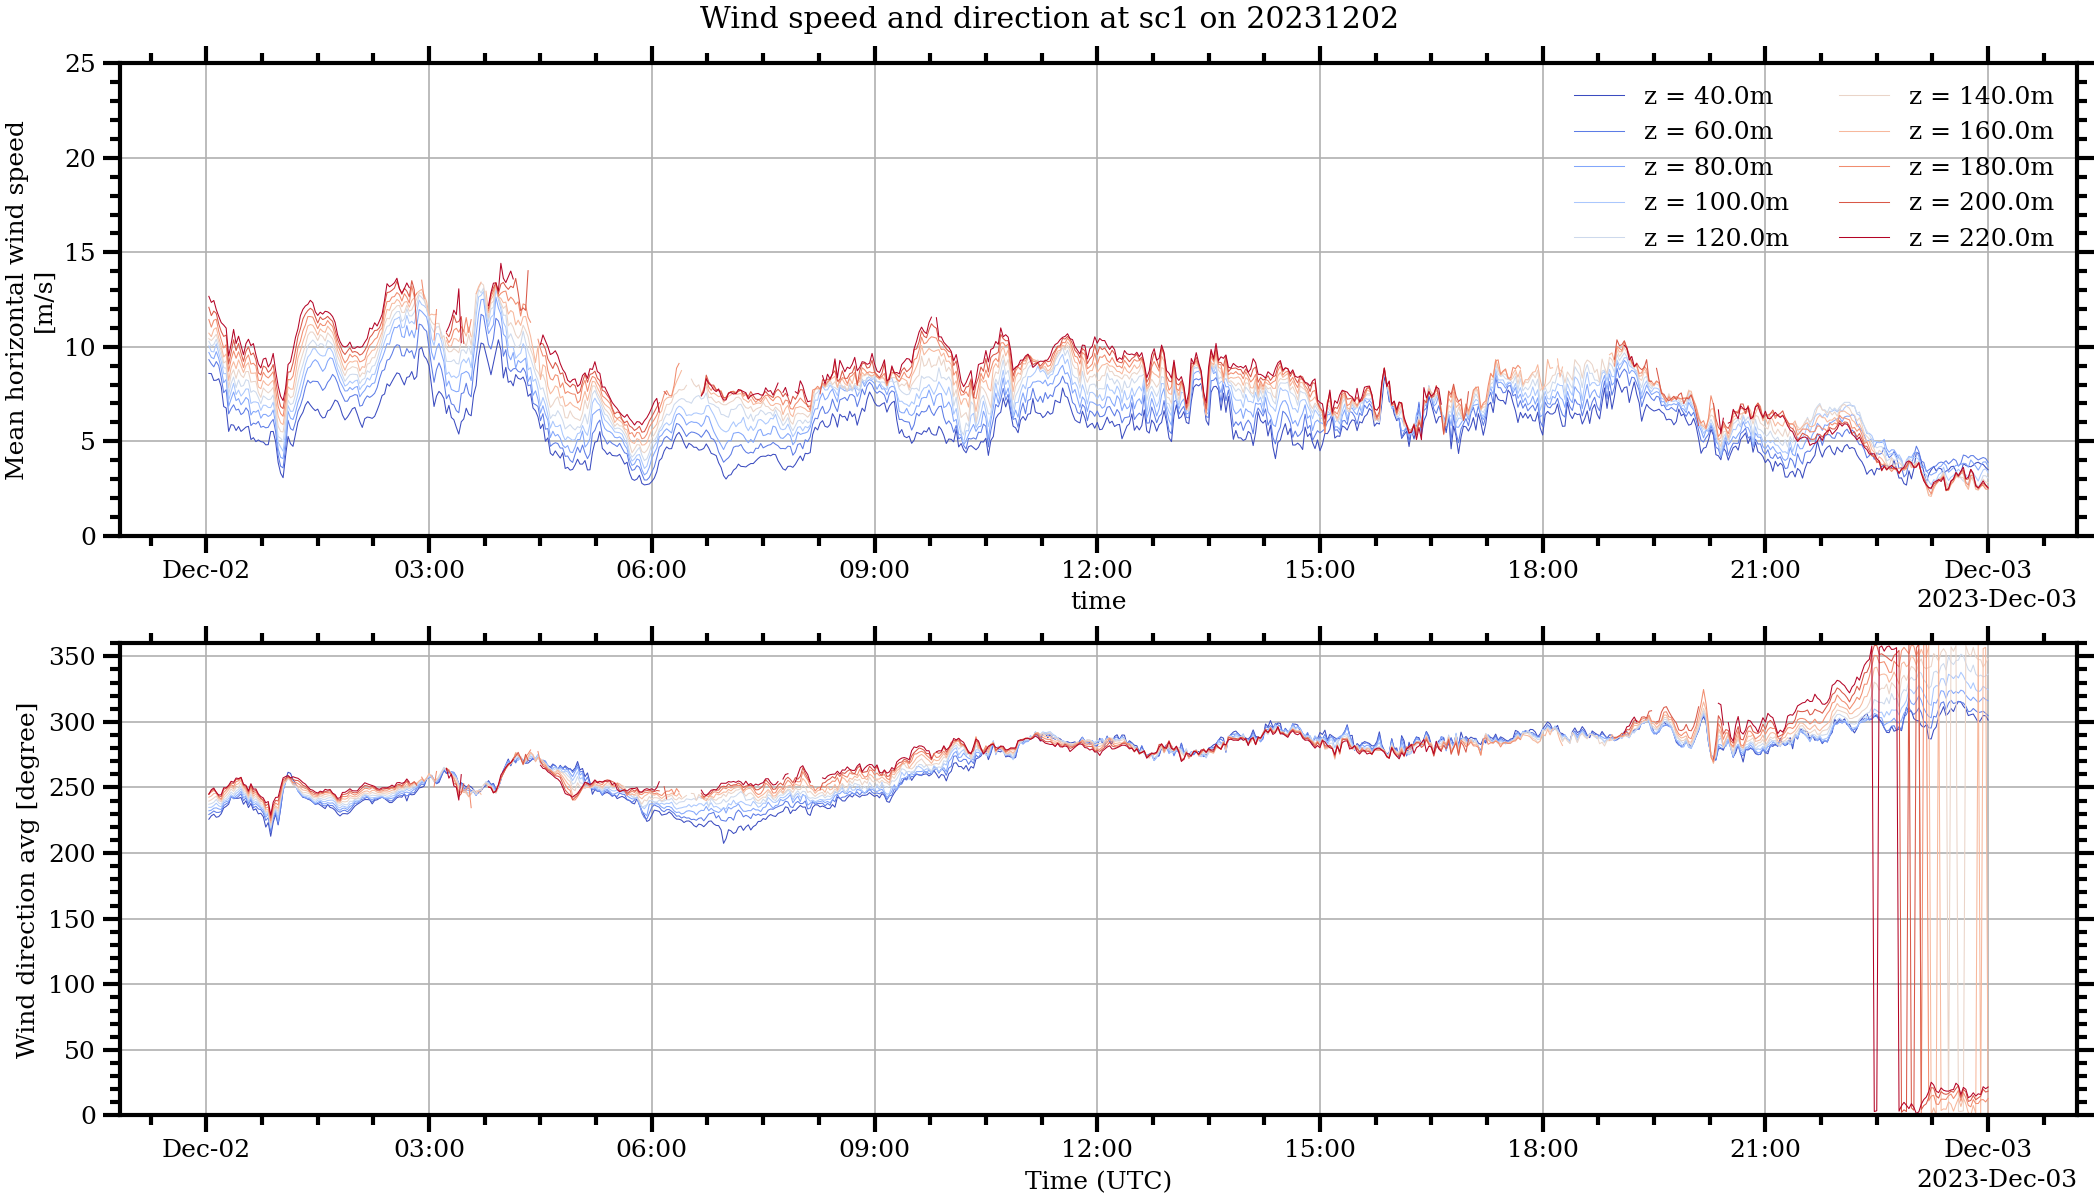 Wind speed and direction at sc1 on 20231202
Mean horizontal wind speed
[m/s]
25
20
15
10
5
0
z = 40.0m
z = 60.0m
z = 80.0m
z = 100.0m
z = 120.0m
z = 140.0m
z = 160.0m
z = 180.0m
z = 200.0m
z = 220.0m
Dec-02 03:00 06:00 09:00 12:00 15:00 18:00 21:00 Dec-03
time
2023-Dec-03
Wind direction avg [degree]
350
300
250
200
150
100
50
0
Dec-02 03:00 06:00 09:00 12:00 15:00 18:00 21:00 Dec-03
Time (UTC)
2023-Dec-03